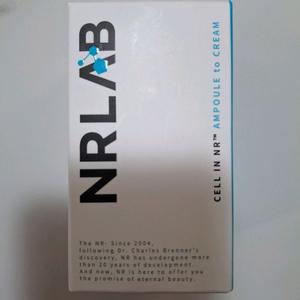 NRLAB
CELL IN NR™ AMPOULE to CREAM
The NR- Since 2004,
following Dr. Charles Brenner's
discovery, NR has undergone more
than 20 years of development.
And now, NR is here to offer you
the promise of eternal beauty.